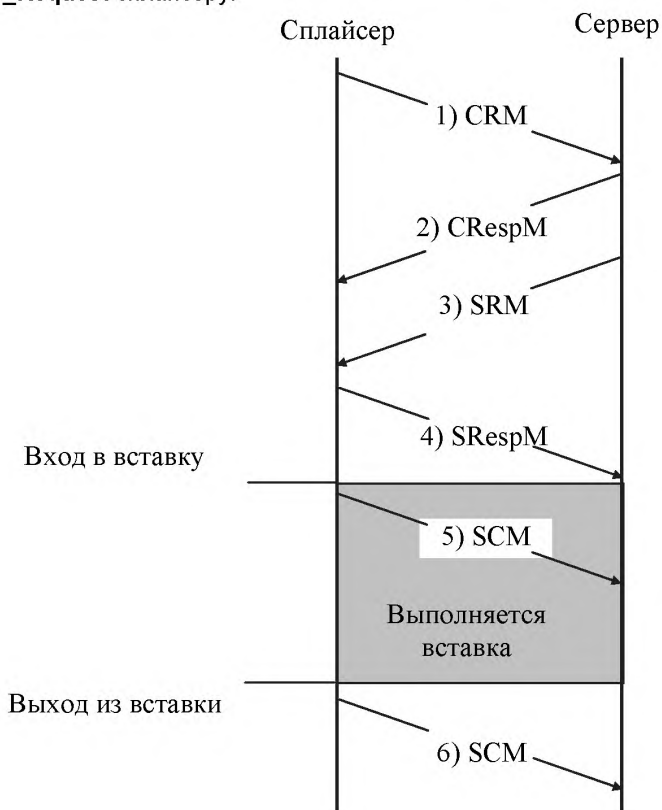 Сплайсер
Сервер
1) CRM
2) CRespM
3) SRM
4) SRespM
Вход в вставку
5) SCM
Выполняется
вставка
Выход из вставки
6) SCM